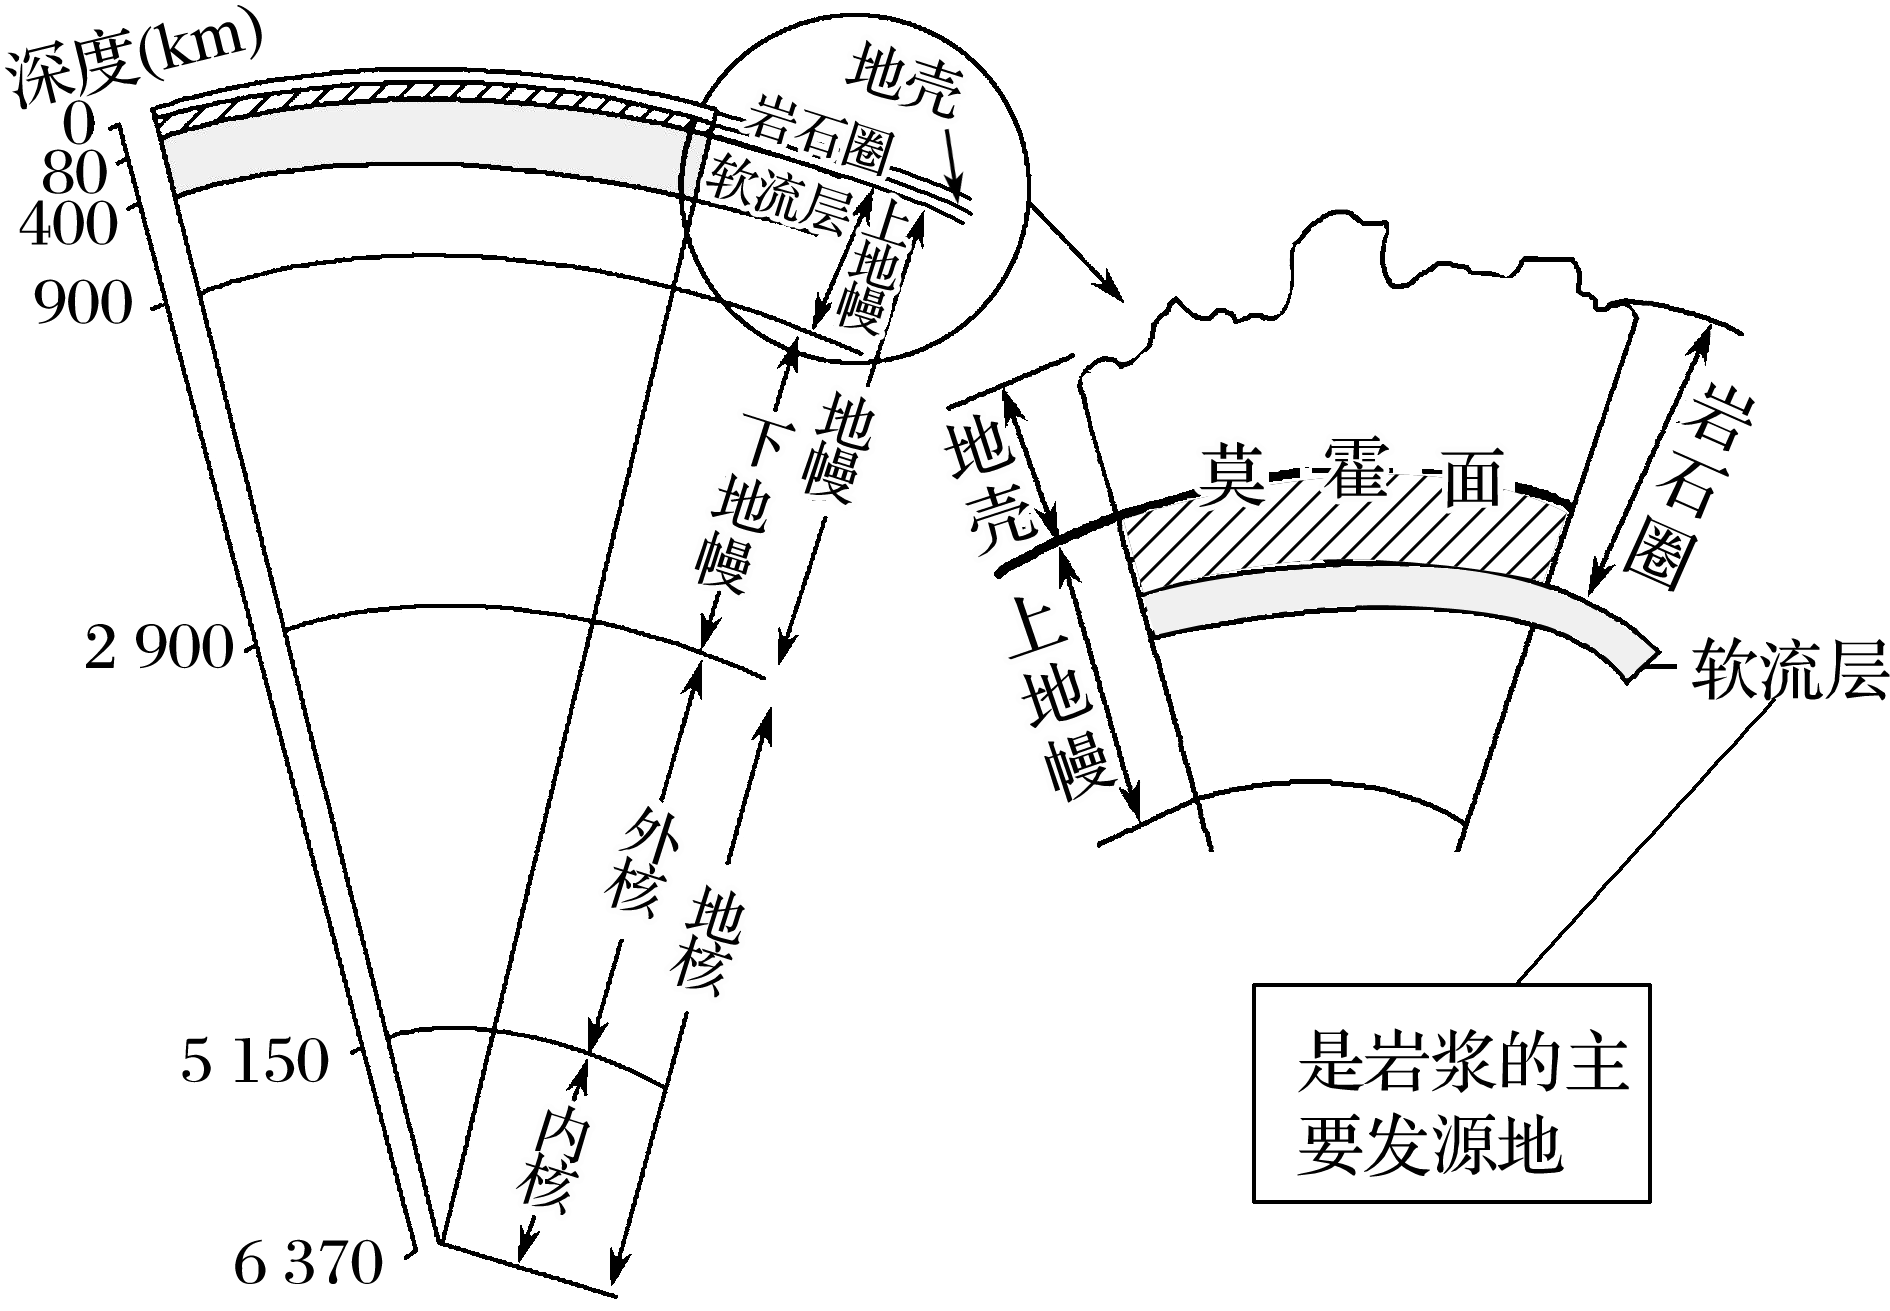 深度(km)
0
80
400
900
2 900
5 150
6 370
地壳
岩石圈
软流层
上地幔
下地幔
地幔
外核
地核
内核
地壳
莫霍面
岩石圈
上地幔
软流层
是岩浆的主
要发源地